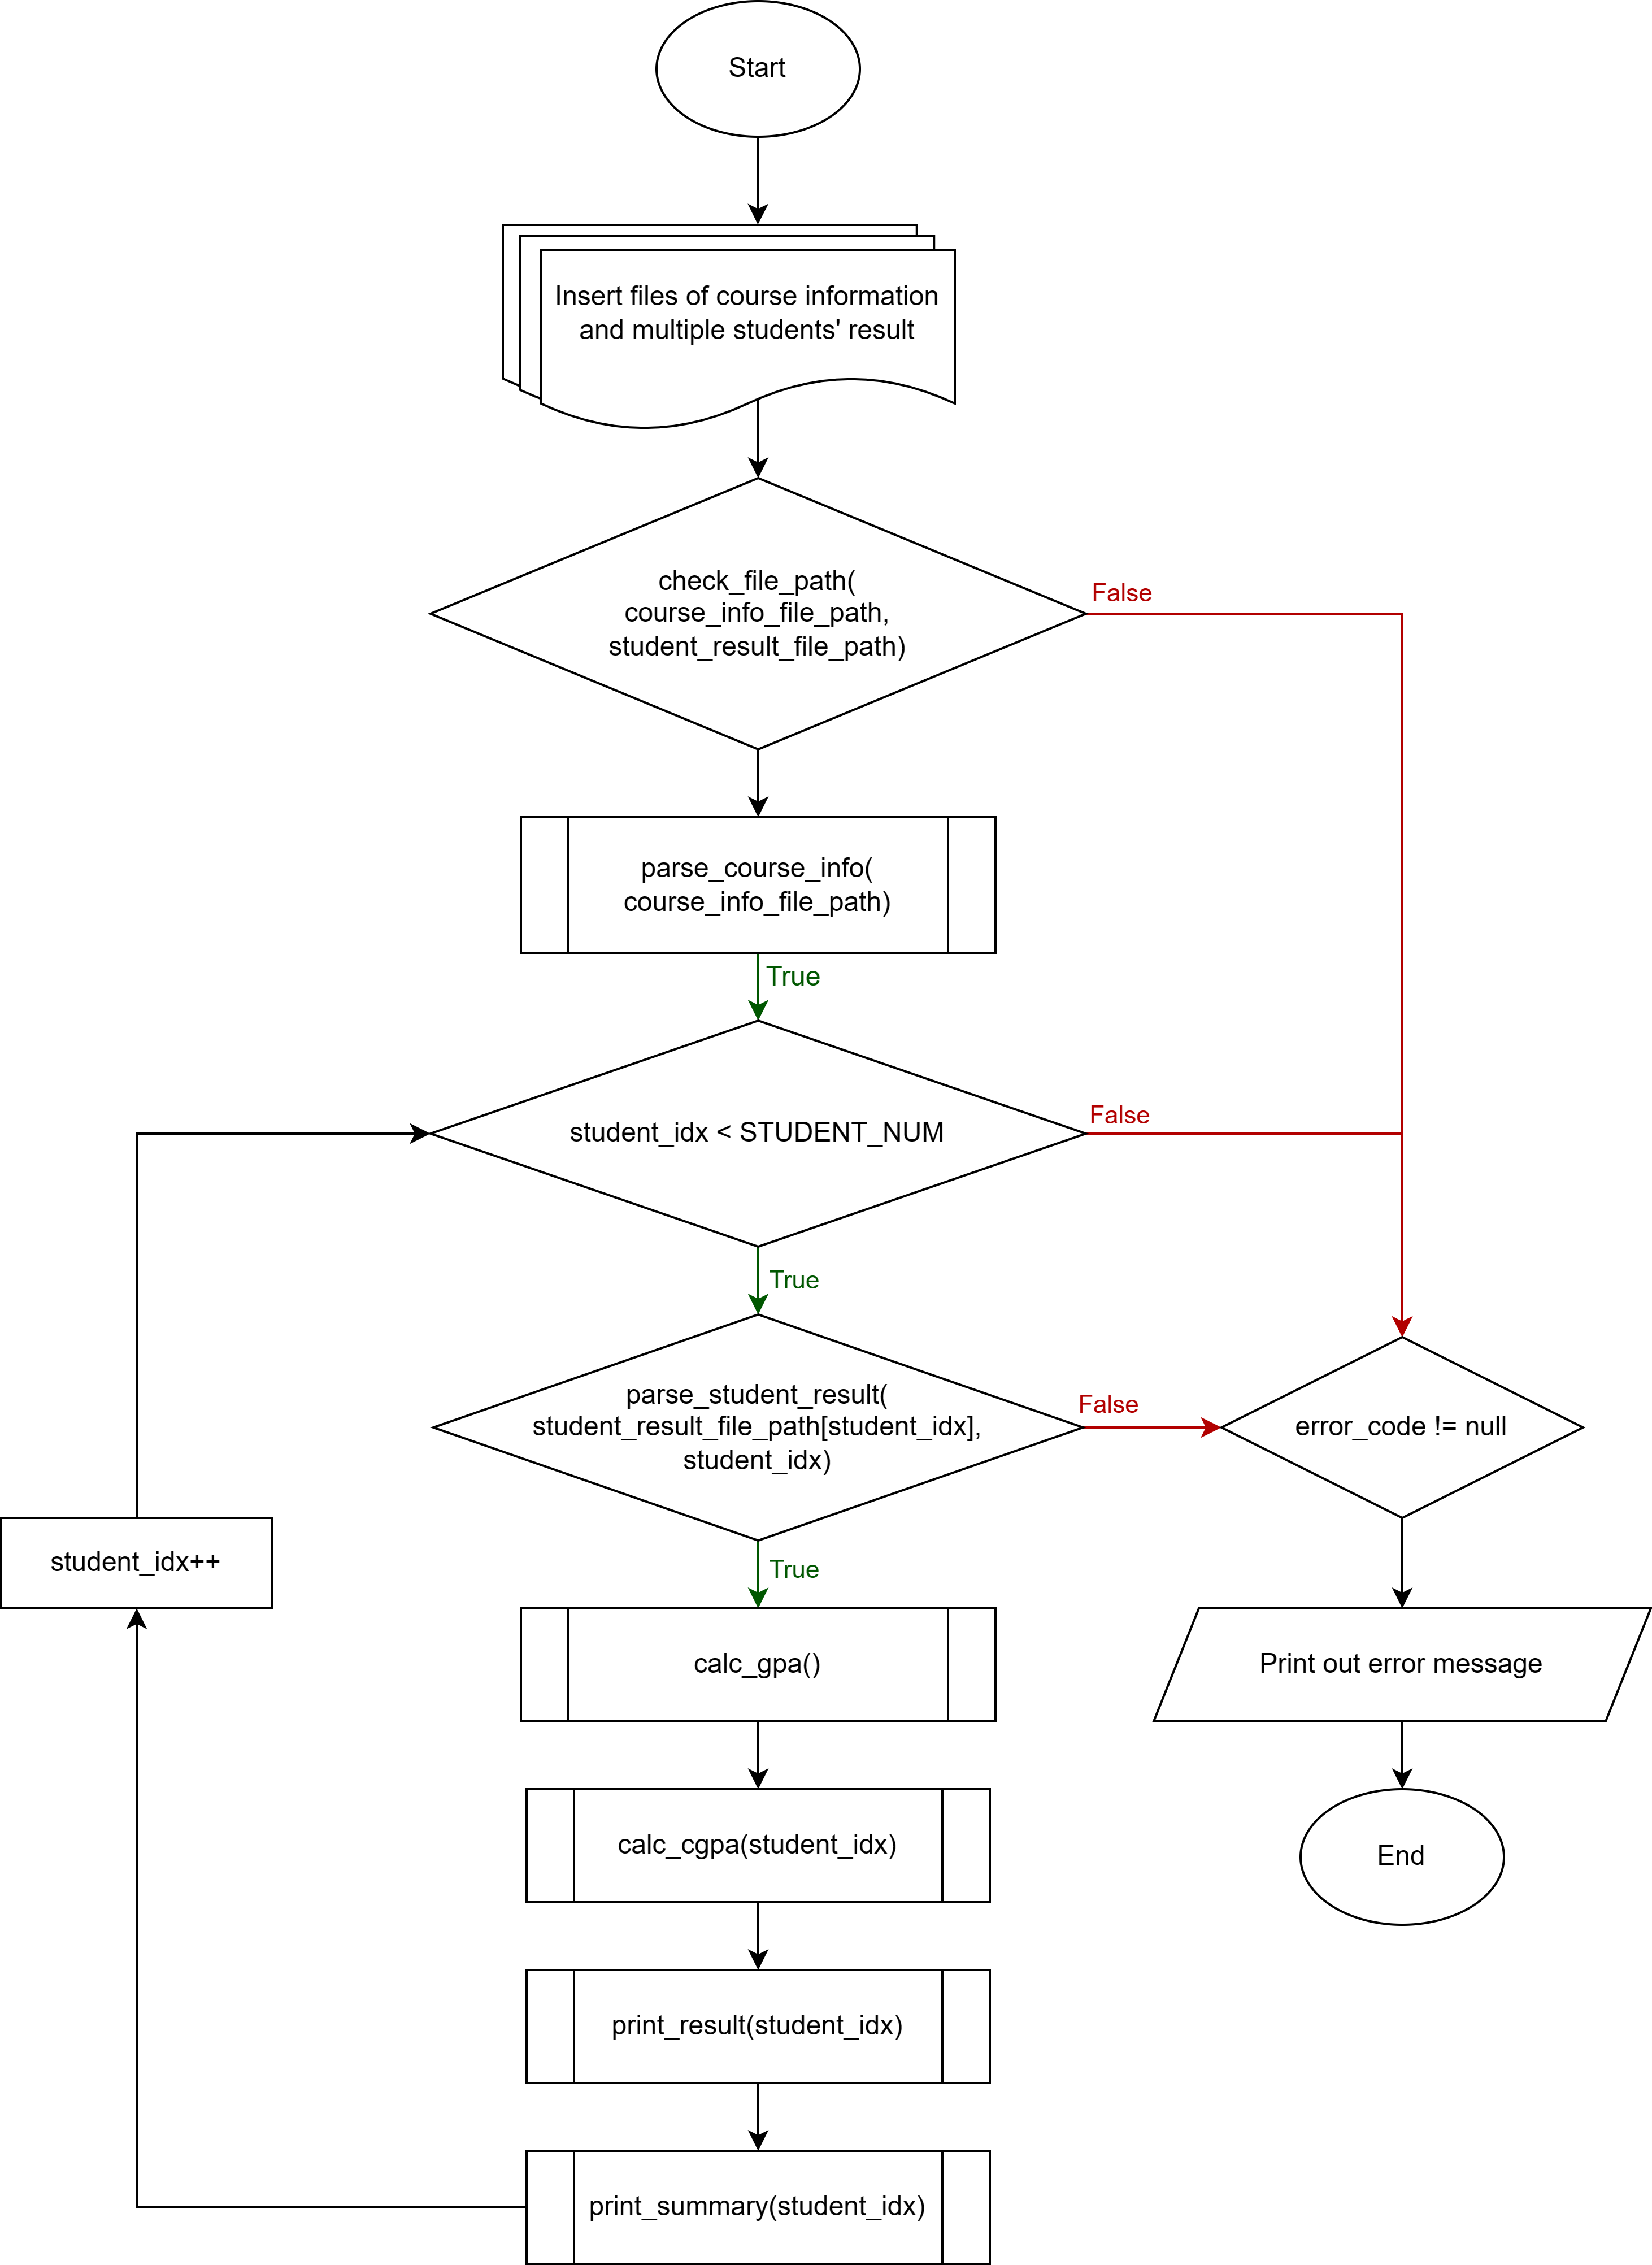 Start
Insert files of course information
and multiple students' result
check_file_path(
course_info_file_path,
student_result_file_path)
False
parse_course_info(
course_info_file_path)
True
student_idx < STUDENT_NUM
False
True
parse_student_result(
student_result_file_path[student_idx],
student_idx)
False
error_code != null
True
student_idx++
calc_gpa()
Print out error message
calc_cgpa(student_idx)
End
print_result(student_idx)
print_summary(student_idx)